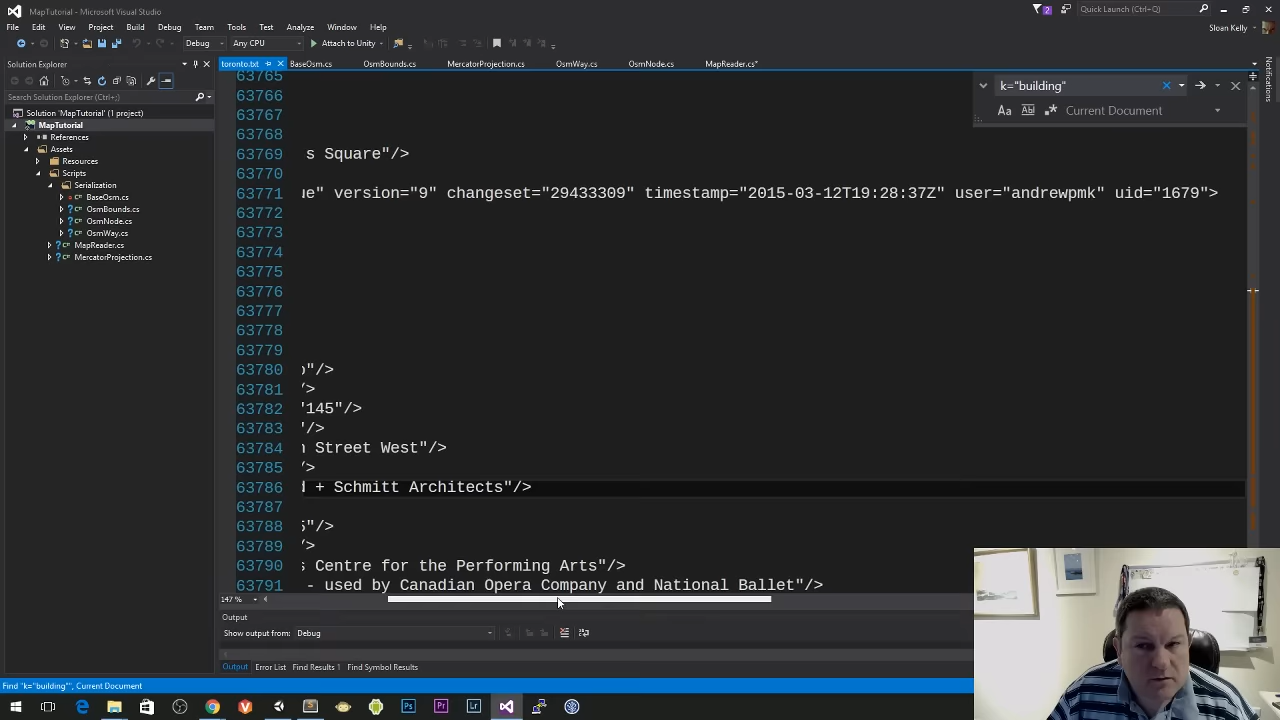 MapTutorial - Microsoft Visual Studio
2
Quick Launch (Ctrl+Q)
File Edit View Project Build Debug Team Tools Test Analyze Window Help
Sloan Kelly
Debug Any CPU Attach to Unity
Solution Explorer
toronto.txt BaseOsm.cs OsmBounds.cs MercatorProjection.cs OsmWay.cs OsmNode.cs MapReader.cs*
Notifications
k="building"
Aa Ab Current Document
Search Solution Explorer (Ctrl+;)
Solution 'MapTutorial' (1 project)
MapTutorial
References
Assets
Resources
Scripts
Serialization
BaseOsm.cs
OsmBounds.cs
OsmNode.cs
OsmWay.cs
MapReader.cs
MercatorProjection.cs
63765
63766
63767
63768
63769 s Square"/>
63770
63771 ue" version="9" changeset="29433309" timestamp="2015-03-12T19:28:37Z" user="andrewpmk" uid="1679">
63772
63773
63774
63775
63776
63777
63778
63779
63780 o"/>
63781 />
63782 "145"/>
63783 "/>
63784 n Street West"/>
63785 />
63786 d + Schmitt Architects"/>
63787
63788 5"/>
63789 />
63790 s Centre for the Performing Arts"/>
63791 - used by Canadian Opera Company and National Ballet"/>
147 %
Output
Show output from: Debug
1
Output Error List Find Results 1 Find Symbol Results
Find "k="building"", Current Document